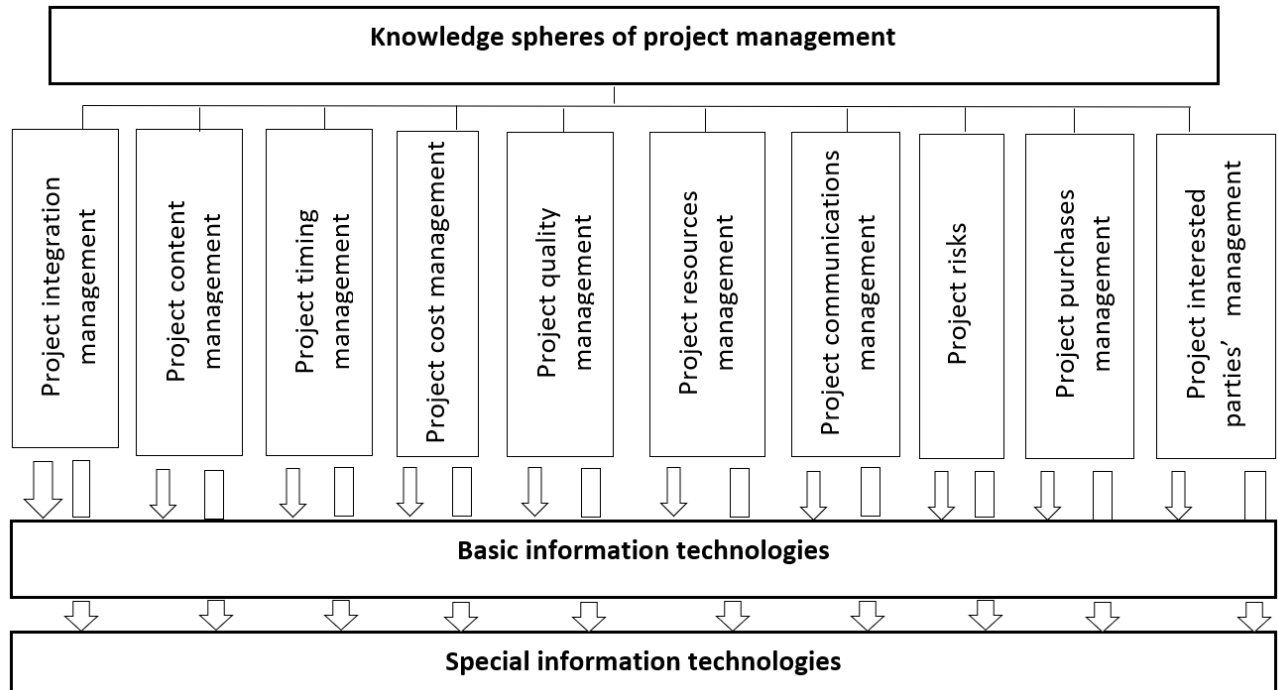 Knowledge spheres of project management
Project integration
management
Project content
management
Project timing
management
Project cost management
Project quality
management
Project resources
management
Project communications
management
Project risks
Project purchases
management
Project interested
parties’ management
Basic information technologies
Special information technologies